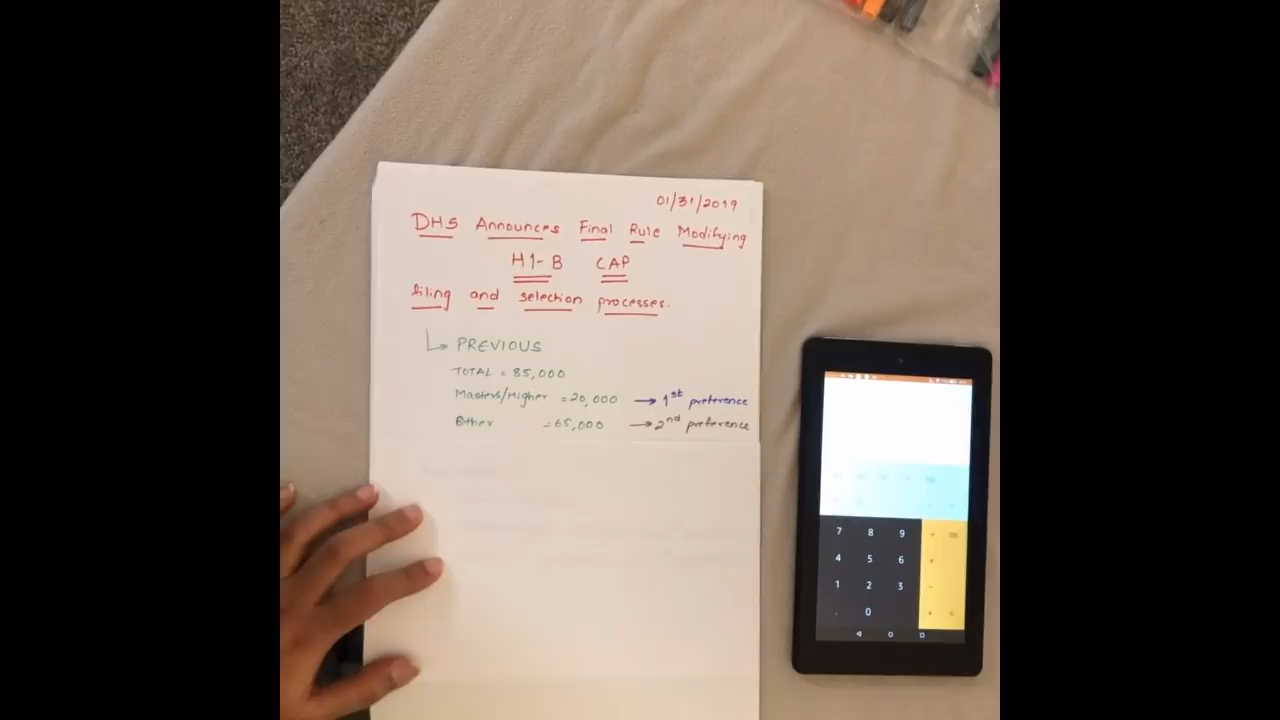 01/31/2019
DHS Announces Final Rule Modifying
H1-B CAP
filing and selection processes.
PREVIOUS
TOTAL = 85,000
Masters/Higher = 20,000 → 1st preference
Other = 65,000 → 2nd preference
7 8 9 ÷ DEL
4 5 6 ×
1 2 3 -
. 0 + =